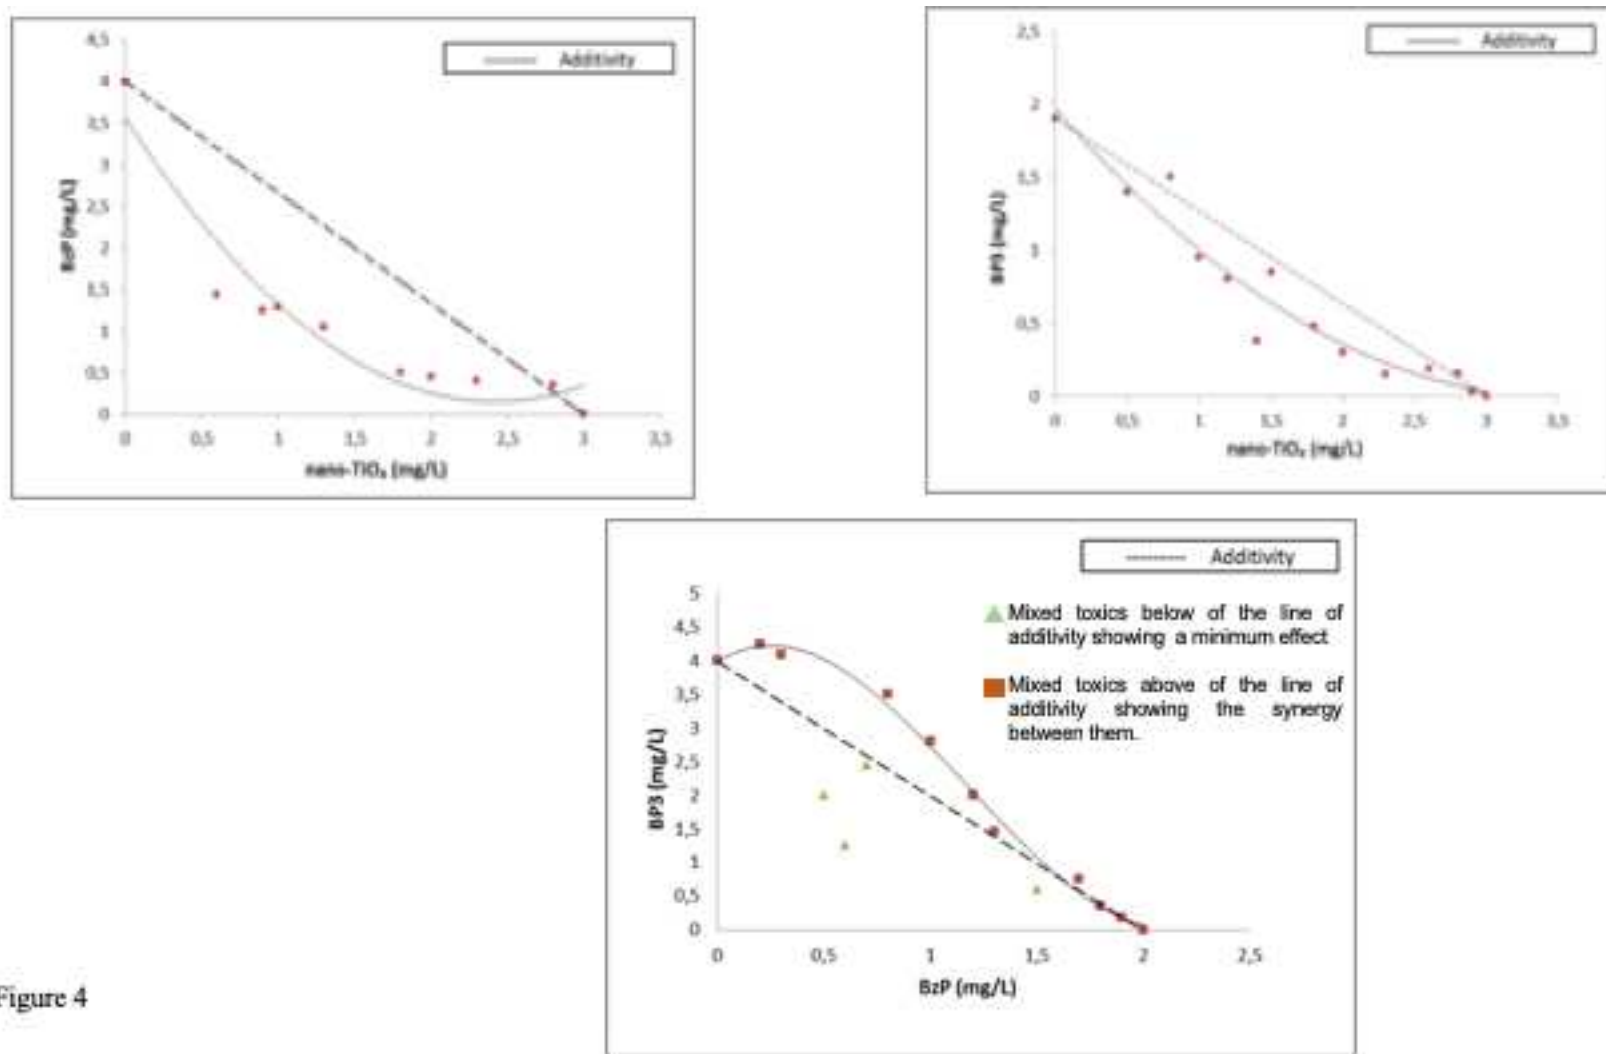 4,5
4
3,5
3
2,5
2
1,5
1
0,5
0
0 0,5 1 1,5 2 2,5 3 3,5
BzP (mg/L)
nano-TiO₂ (mg/L)
Additivity
2,5
2
1,5
1
0,5
0
0 0,5 1 1,5 2 2,5 3 3,5
BP3 (mg/L)
nano-TiO₂ (mg/L)
Additivity
5
4,5
4
3,5
3
2,5
2
1,5
1
0,5
0
0 0,5 1 1,5 2 2,5
BP3 (mg/L)
BzP (mg/L)
Additivity
Mixed toxics below of the line of
additivity showing a minimum effect
Mixed toxics above of the line of
additivity showing the synergy
between them.
Figure 4